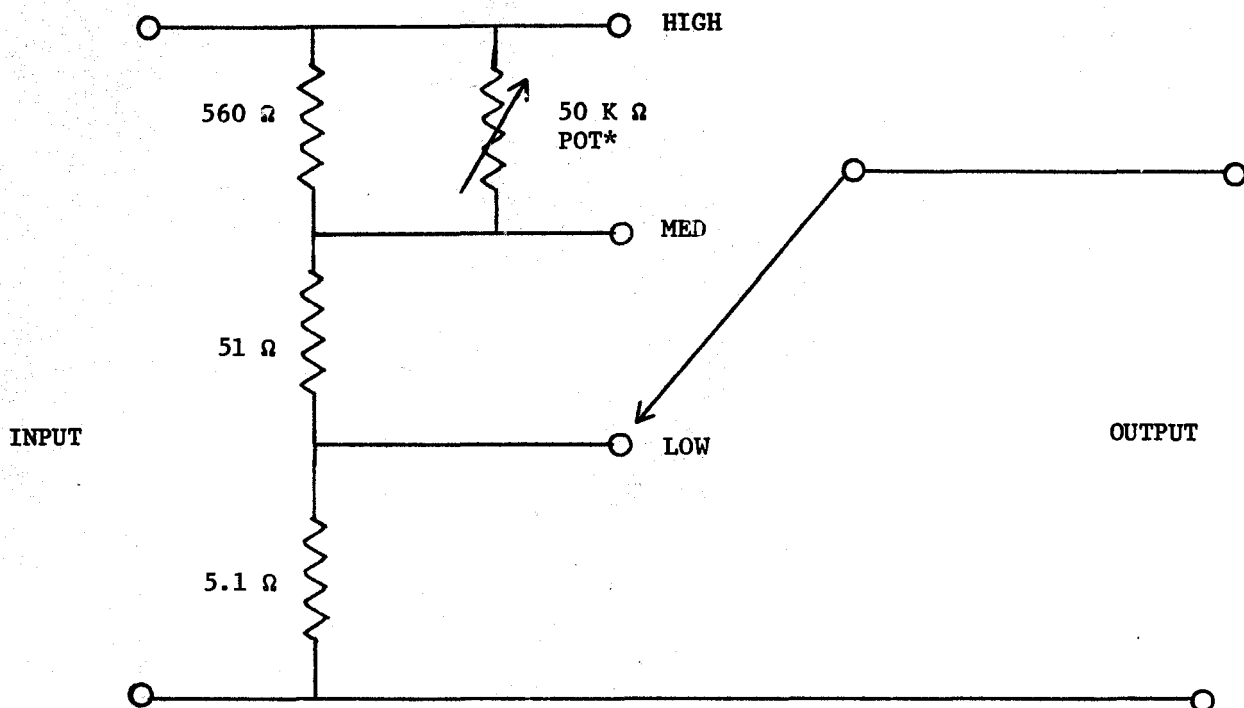 HIGH
560 Ω
50 K Ω
POT*
MED
51 Ω
INPUT
LOW
OUTPUT
5.1 Ω